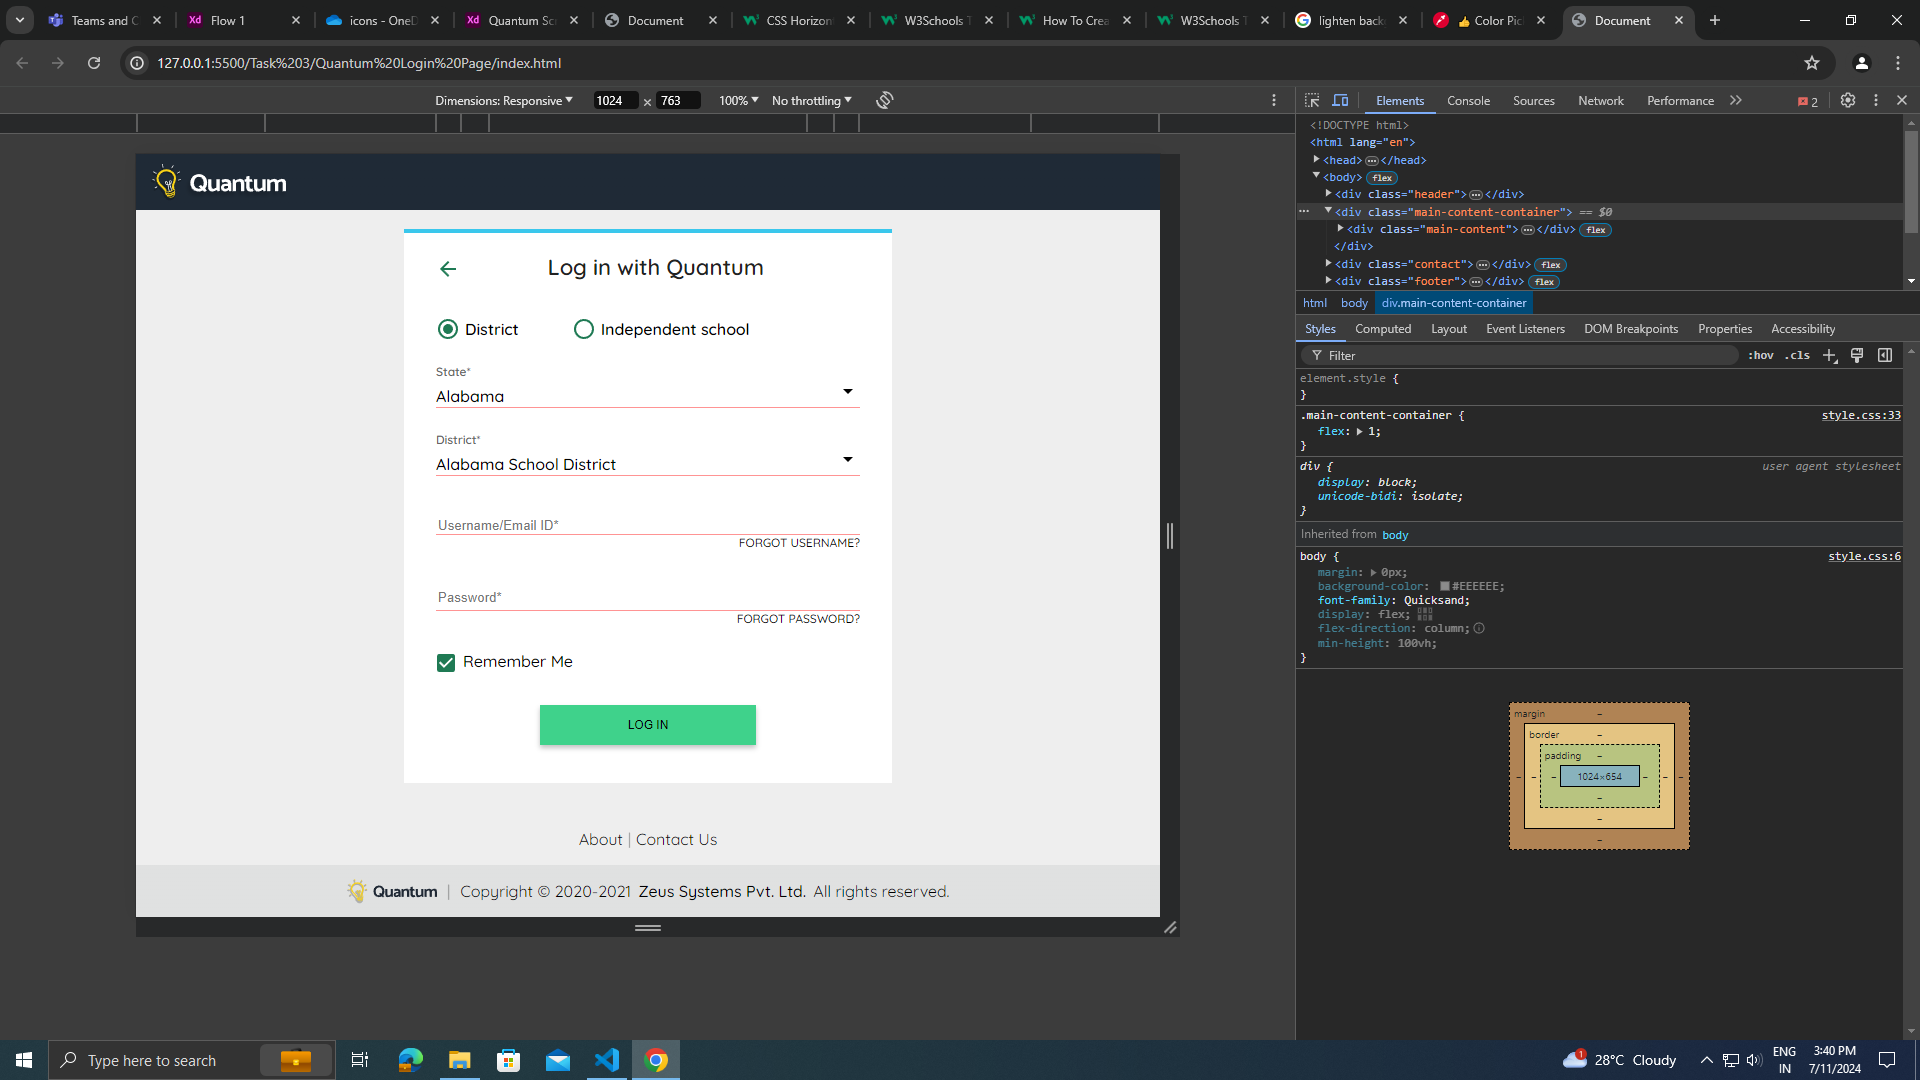 Teams and C
Flow 1
icons - OneD
Quantum Sc
Document
CSS Horizont
W3Schools T
How To Crea
W3Schools T
lighten back
👍 Color Pic
Document
127.0.0.1:5500/Task%203/Quantum%20Login%20Page/index.html
Dimensions: Responsive 1024 × 763 100% No throttling
Elements Console Sources Network Performance 2
<!DOCTYPE html>
<html lang="en">
<head> </head>
<body> flex
<div class="header"> </div>
<div class="main-content-container"> == $0
<div class="main-content"> </div> flex
</div>
<div class="contact"> </div> flex
<div class="footer"> </div> flex
html body div.main-content-container
Styles Computed Layout Event Listeners DOM Breakpoints Properties Accessibility
Filter :hov .cls
element.style {
}
.main-content-container { style.css:33
flex: 1;
}
div { user agent stylesheet
display: block;
unicode-bidi: isolate;
}
Inherited from body
body { style.css:6
margin: 0px;
background-color: #EEEEEE;
font-family: Quicksand;
display: flex;
flex-direction: column;
min-height: 100vh;
}
margin –
border –
padding –
– – – 1024×654 – – –
–
–
–
Quantum
Log in with Quantum
District Independent school
State*
Alabama
District*
Alabama School District
Username/Email ID*
FORGOT USERNAME?
Password*
FORGOT PASSWORD?
Remember Me
LOG IN
About | Contact Us
Quantum | Copyright © 2020-2021 Zeus Systems Pvt. Ltd. All rights reserved.
Type here to search
1
28°C Cloudy
ENG
IN
3:40 PM
7/11/2024